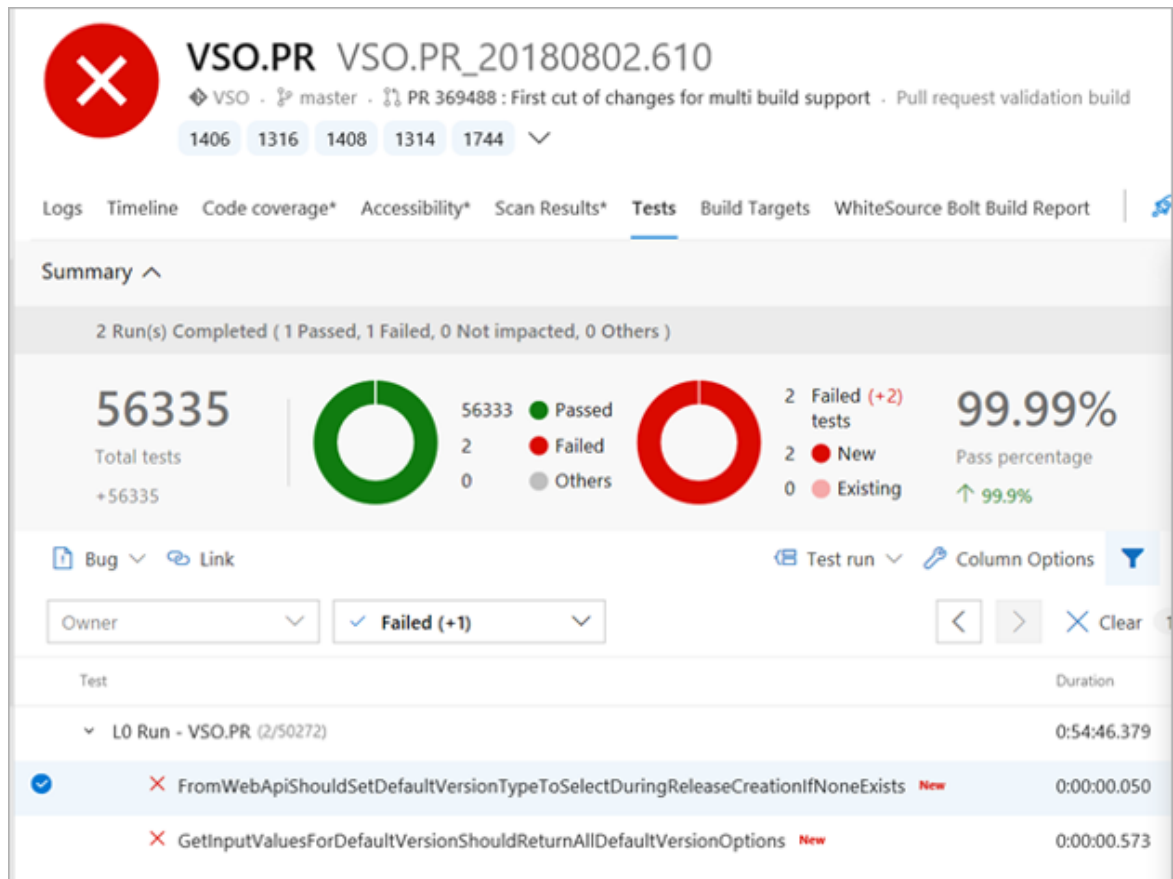 VSO.PR VSO.PR_20180802.610
VSO · master · PR 369488 : First cut of changes for multi build support · Pull request validation build
1406 1316 1408 1314 1744
Logs Timeline Code coverage* Accessibility* Scan Results* Tests Build Targets WhiteSource Bolt Build Report
Summary
2 Run(s) Completed ( 1 Passed, 1 Failed, 0 Not impacted, 0 Others )
56335
Total tests
+56335
56333 Passed
2 Failed
0 Others
2 Failed (+2)
tests
2 New
0 Existing
99.99%
Pass percentage
99.9%
Bug Link Test run Column Options
Owner Failed (+1) Clear 1
Test Duration
L0 Run - VSO.PR (2/50272) 0:54:46.379
FromWebApiShouldSetDefaultVersionTypeToSelectDuringReleaseCreationIfNoneExists New 0:00:00.050
GetInputValuesForDefaultVersionShouldReturnAllDefaultVersionOptions New 0:00:00.573